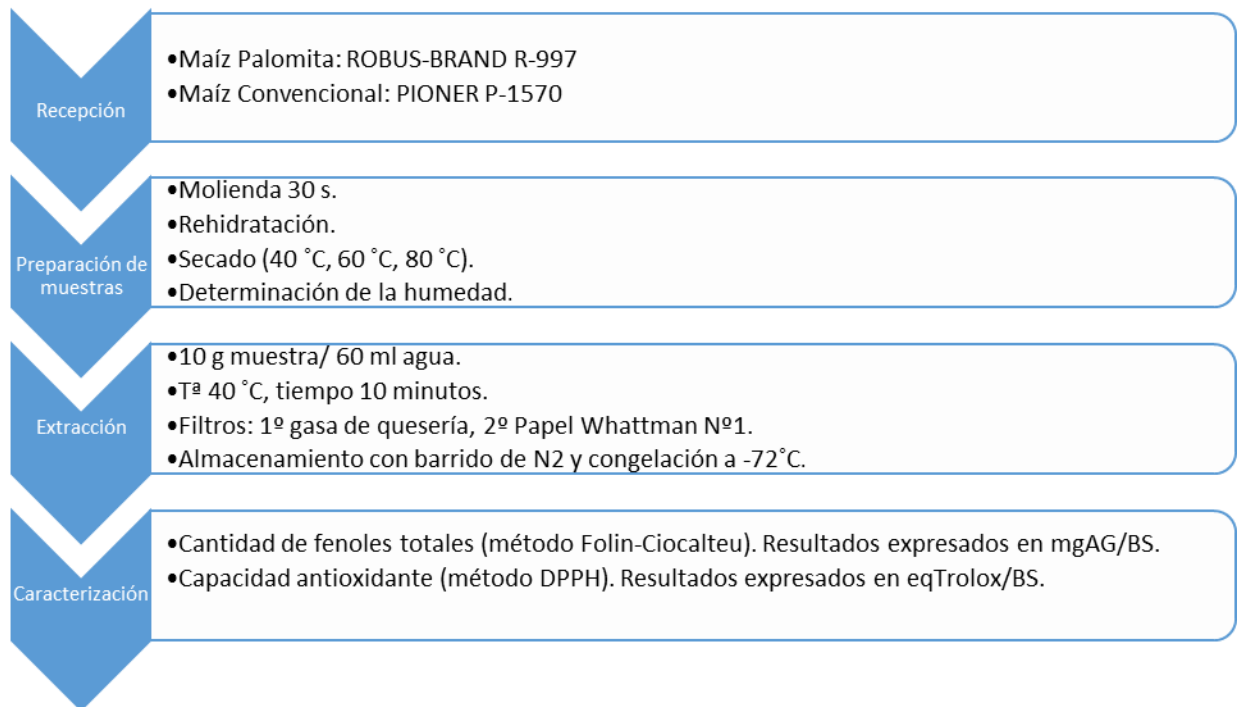 Recepción
•Maíz Palomita: ROBUS-BRAND R-997
•Maíz Convencional: PIONER P-1570
Preparación de
muestras
•Molienda 30 s.
•Rehidratación.
•Secado (40 ˚C, 60 ˚C, 80 ˚C).
•Determinación de la humedad.
Extracción
•10 g muestra/ 60 ml agua.
•Tª 40 ˚C, tiempo 10 minutos.
•Filtros: 1º gasa de quesería, 2º Papel Whattman Nº1.
•Almacenamiento con barrido de N2 y congelación a -72˚C.
Caracterización
•Cantidad de fenoles totales (método Folin-Ciocalteu). Resultados expresados en mgAG/BS.
•Capacidad antioxidante (método DPPH). Resultados expresados en eqTrolox/BS.